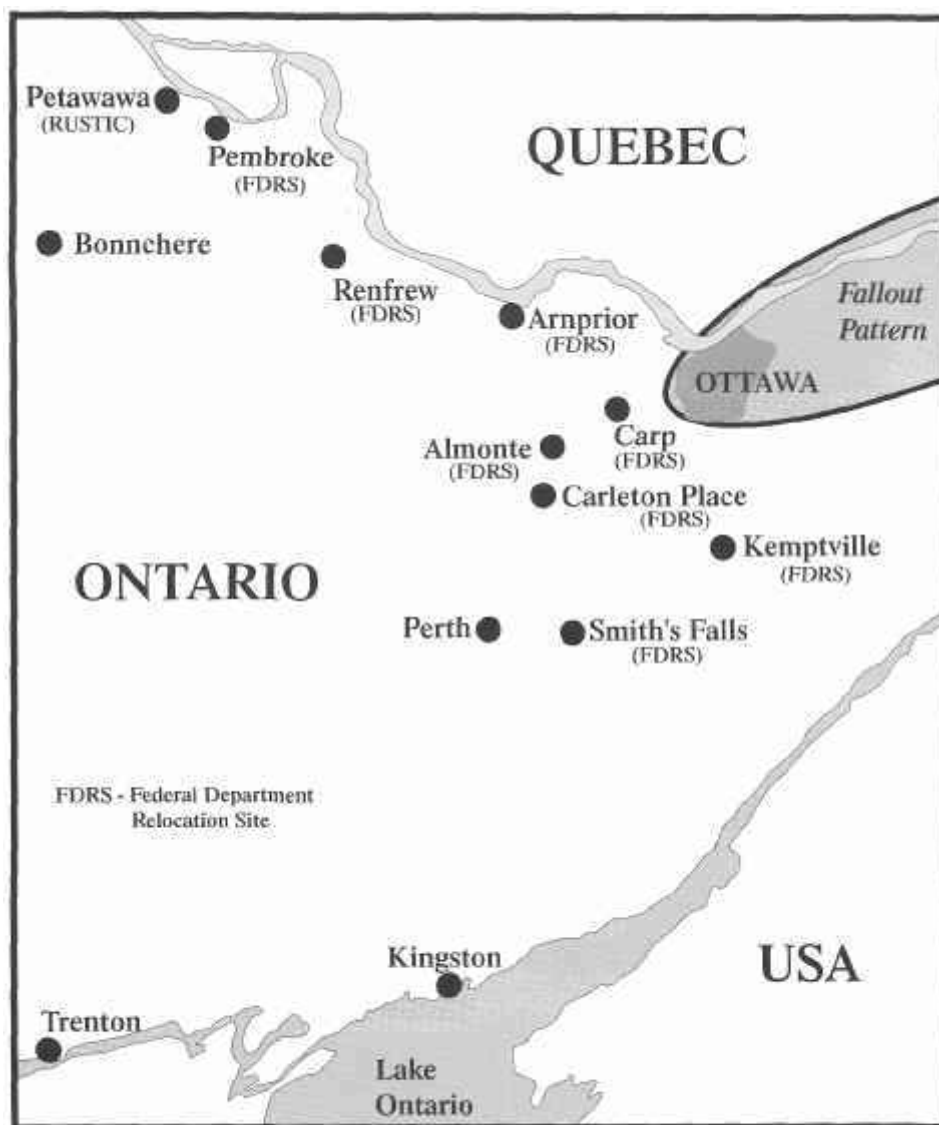 Petawawa
(RUSTIC)
Pembroke
(FDRS)
QUEBEC
Bonnchere
Renfrew
(FDRS)
Arnprior
(FDRS)
Fallout
Pattern
OTTAWA
Carp
(FDRS)
Almonte
(FDRS)
Carleton Place
(FDRS)
Kemptville
(FDRS)
ONTARIO
Perth
Smith's Falls
(FDRS)
FDRS - Federal Department
Relocation Site
Kingston
USA
Trenton
Lake
Ontario